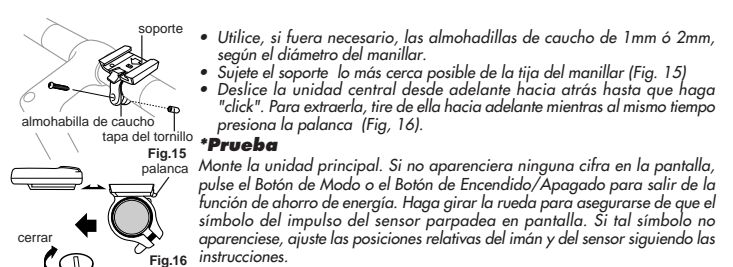 soporte
almohabilla de caucho
tapa del tornillo
Fig.15
palanca
cerrar
Fig.16
• Utilice, si fuera necesario, las almohadillas de caucho de 1mm ó 2mm,
según el diámetro del manillar.
• Sujete el soporte lo más cerca posible de la tija del manillar (Fig. 15)
• Deslice la unidad central desde adelante hacia atrás hasta que haga
"click". Para extraerla, tire de ella hacia adelante mientras al mismo tiempo
presiona la palanca (Fig, 16).
*Prueba
Monte la unidad principal. Si no aparenciera ninguna cifra en la pantalla,
pulse el Botón de Modo o el Botón de Encendido/Apagado para salir de la
función de ahorro de energía. Haga girar la rueda para asegurarse de que el
símbolo del impulso del sensor parpadea en pantalla. Si tal símbolo no
aparenciese, ajuste las posiciones relativas del imán y del sensor siguiendo las
instrucciones.